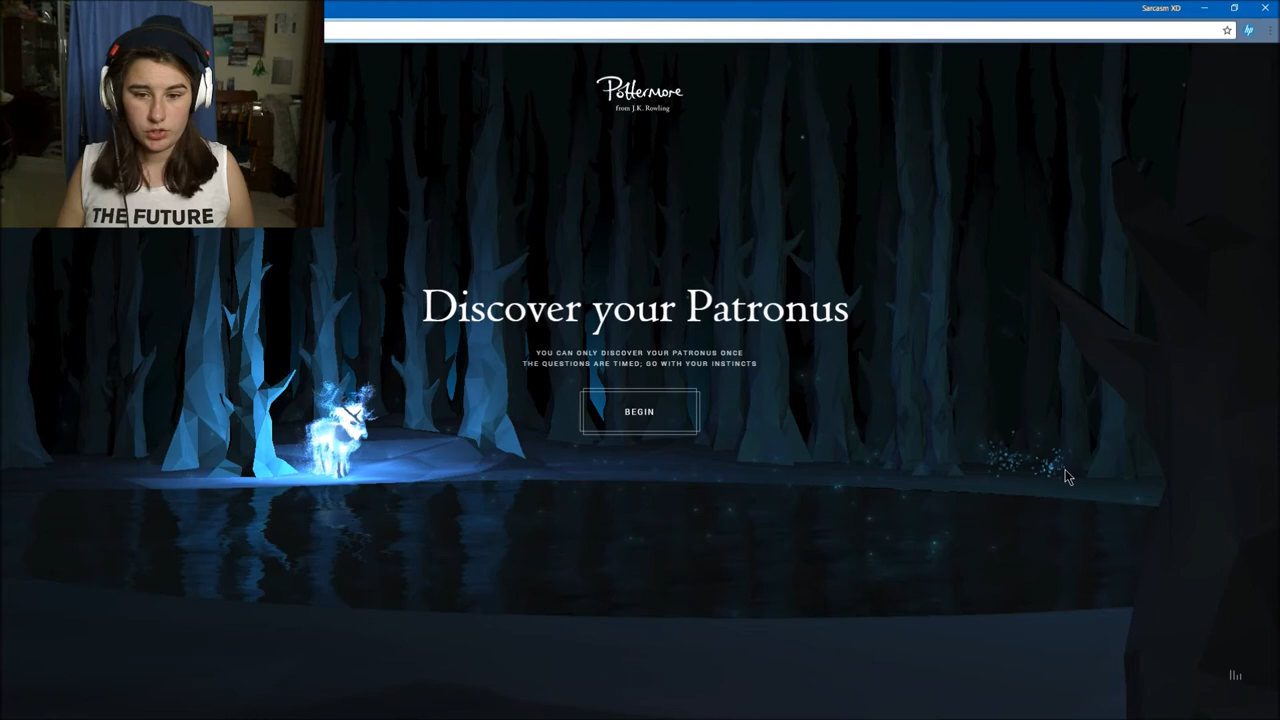 Sarcasm XD
Pottermore
from J.K. Rowling
THE FUTURE
Discover your Patronus
YOU CAN ONLY DISCOVER YOUR PATRONUS ONCE
THE QUESTIONS ARE TIMED; GO WITH YOUR INSTINCTS
BEGIN